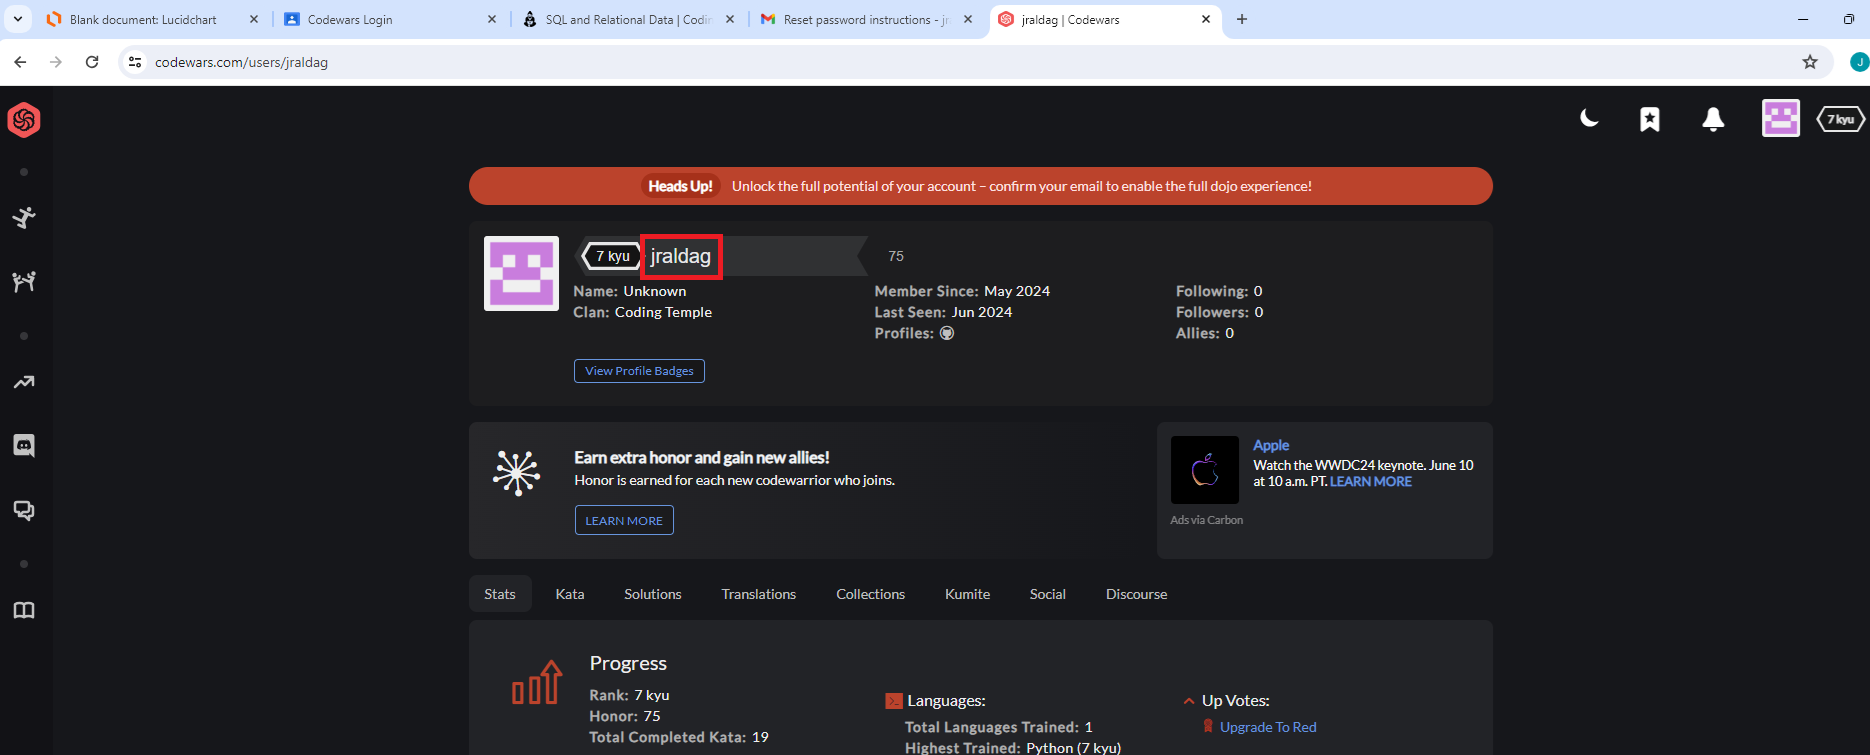 Blank document: Lucidchart
Codewars Login
SQL and Relational Data | Codin
Reset password instructions - jr
jraldag | Codewars
codewars.com/users/jraldag
J
7 kyu
Heads Up! Unlock the full potential of your account – confirm your email to enable the full dojo experience!
7 kyu jraldag 75
Name: Unknown Member Since: May 2024 Following: 0
Clan: Coding Temple Last Seen: Jun 2024 Followers: 0
Profiles: Allies: 0
View Profile Badges
Earn extra honor and gain new allies!
Honor is earned for each new codewarrior who joins.
LEARN MORE
Apple
Watch the WWDC24 keynote. June 10
at 10 a.m. PT. LEARN MORE
Ads via Carbon
Stats Kata Solutions Translations Collections Kumite Social Discourse
Progress
Rank: 7 kyu
Honor: 75
Total Completed Kata: 19
Languages:
Total Languages Trained: 1
Highest Trained: Python (7 kyu)
Up Votes:
Upgrade To Red